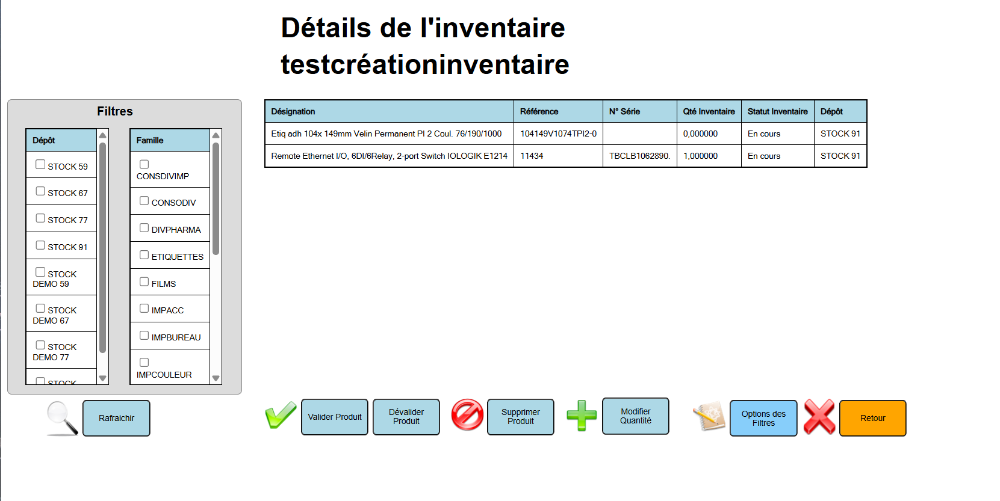 Détails de l'inventaire
testcréationinventaire
Filtres
Dépôt
STOCK 59
STOCK 67
STOCK 77
STOCK 91
STOCK
DEMO 59
STOCK
DEMO 67
STOCK
DEMO 77
STOCK
Famille
CONSDIVIMP
CONSODIV
DIVPHARMA
ETIQUETTES
FILMS
IMPACC
IMPBUREAU
IMPCOULEUR
Désignation Référence N° Série Qté Inventaire Statut Inventaire Dépôt
Etiq adh 104x 149mm Velin Permanent PI 2 Coul. 76/190/1000 104149V1074TPI2-0 0,000000 En cours STOCK 91
Remote Ethernet I/O, 6DI/6Relay, 2-port Switch IOLOGIK E1214 11434 TBCLB1062890. 1,000000 En cours STOCK 91
Rafraichir
Valider Produit
Dévalider
Produit
Supprimer
Produit
Modifier
Quantité
Options des
Filtres
Retour